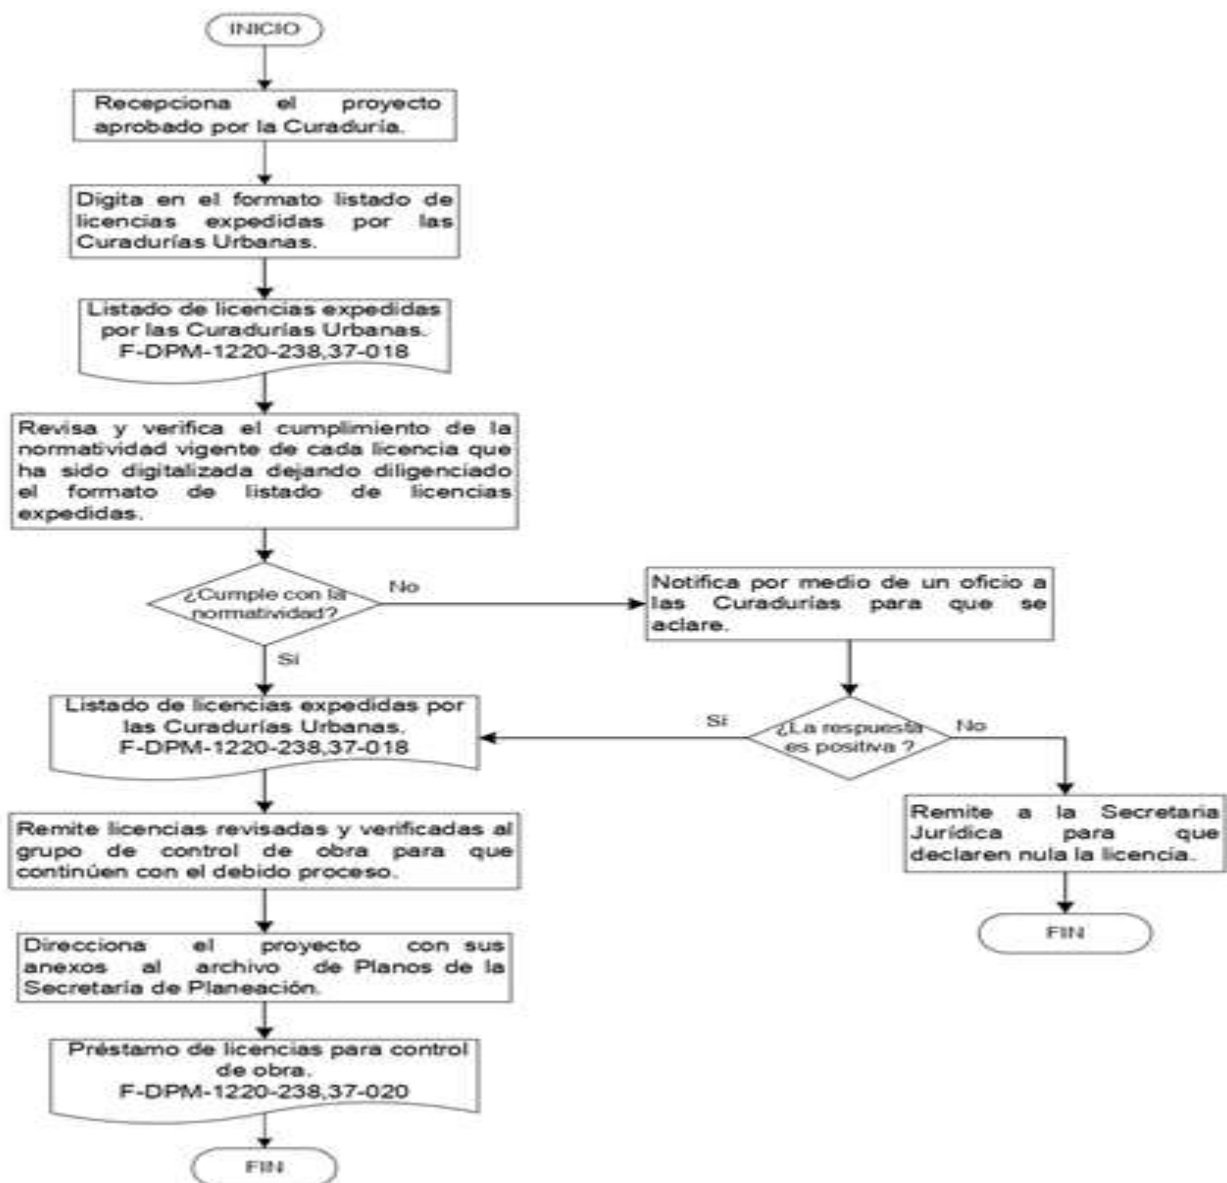 INICIO
Recepciona el proyecto
aprobado por la Curaduría.
Digita en el formato listado de
licencias expedidas por las
Curadurías Urbanas.
Listado de licencias expedidas
por las Curadurías Urbanas.
F-DPM-1220-238,37-018
Revisa y verifica el cumplimiento de la
normatividad vigente de cada licencia que
ha sido digitalizada dejando diligenciado
el formato de listado de licencias
expedidas.
¿Cumple con la
normatividad?
No
Sí
Notifica por medio de un oficio a
las Curadurías para que se
aclare.
¿La respuesta
es positiva ?
Sí
No
Listado de licencias expedidas por
las Curadurías Urbanas.
F-DPM-1220-238,37-018
Remite a la Secretaria
Jurídica para que
declaren nula la licencia.
FIN
Remite licencias revisadas y verificadas al
grupo de control de obra para que
continúen con el debido proceso.
Direcciona el proyecto con sus
anexos al archivo de Planos de la
Secretaría de Planeación.
Préstamo de licencias para control
de obra.
F-DPM-1220-238,37-020
FIN